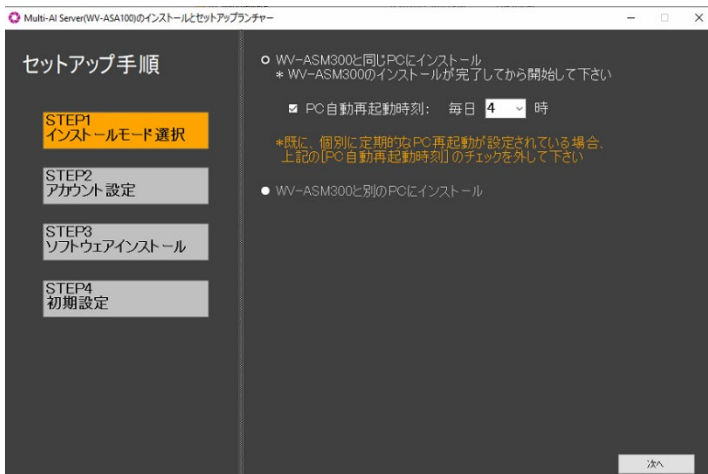 Multi-AI Server(WV-ASA100)のインストールとセットアップランチャー
セットアップ手順
STEP1
インストールモード選択
STEP2
アカウント設定
STEP3
ソフトウェアインストール
STEP4
初期設定
WV-ASM300と同じPCにインストール
*WV-ASM300のインストールが完了してから開始して下さい
PC自動再起動時刻: 毎日 4 時
*既に、個別に定期的なPC再起動が設定されている場合、
上記の[PC自動再起動時刻]のチェックを外して下さい
WV-ASM300と別のPCにインストール
次へ